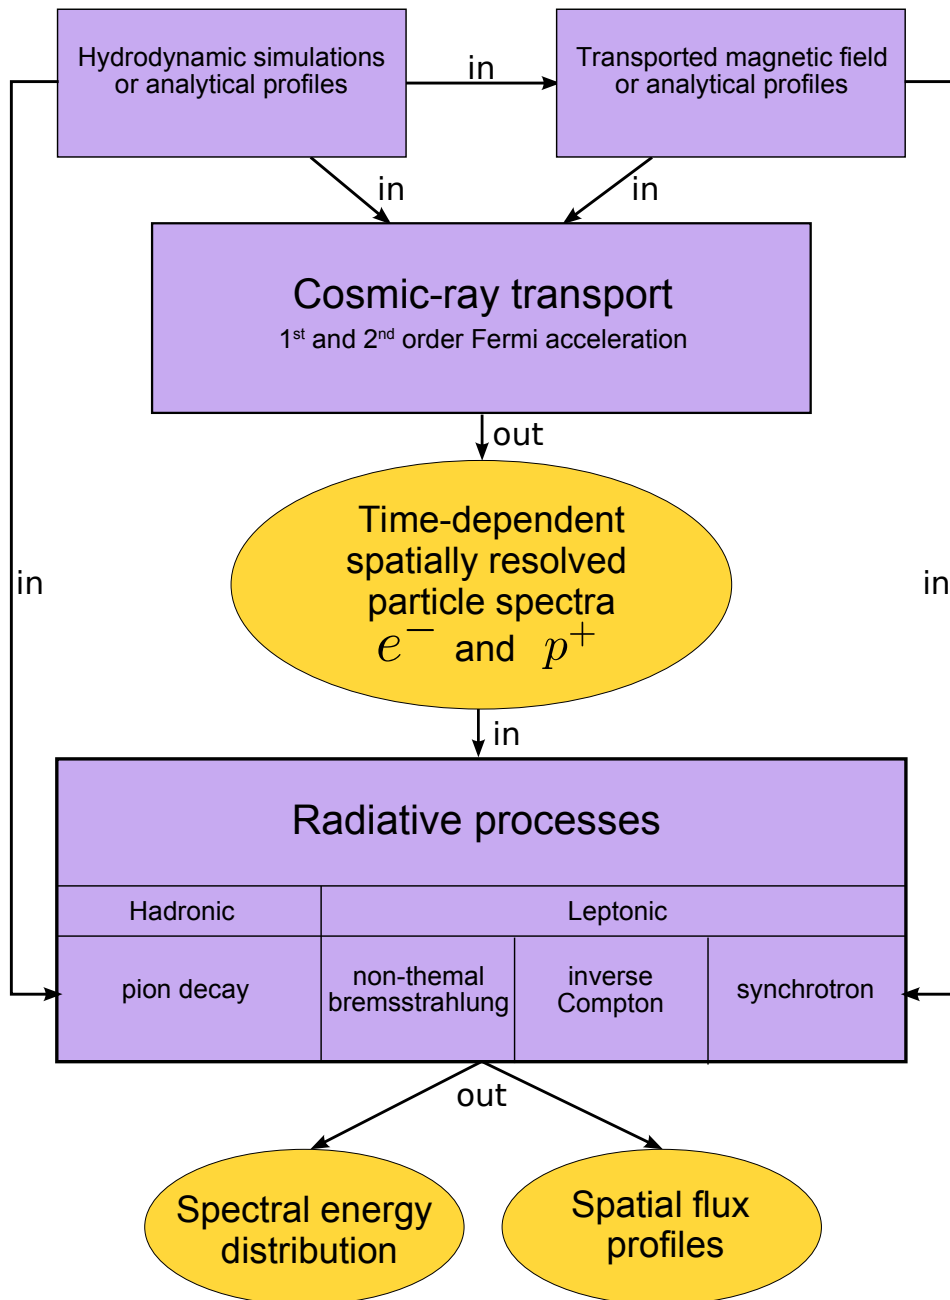 Hydrodynamic simulations
or analytical profiles
in
Transported magnetic field
or analytical profiles
in
in
Cosmic-ray transport
1st and 2nd order Fermi acceleration
out
Time-dependent
spatially resolved
particle spectra
e− and p+
in
in
in
Radiative processes
Hadronic
Leptonic
pion decay
non-themal
bremsstrahlung
inverse
Compton
synchrotron
out
Spectral energy
distribution
Spatial flux
profiles